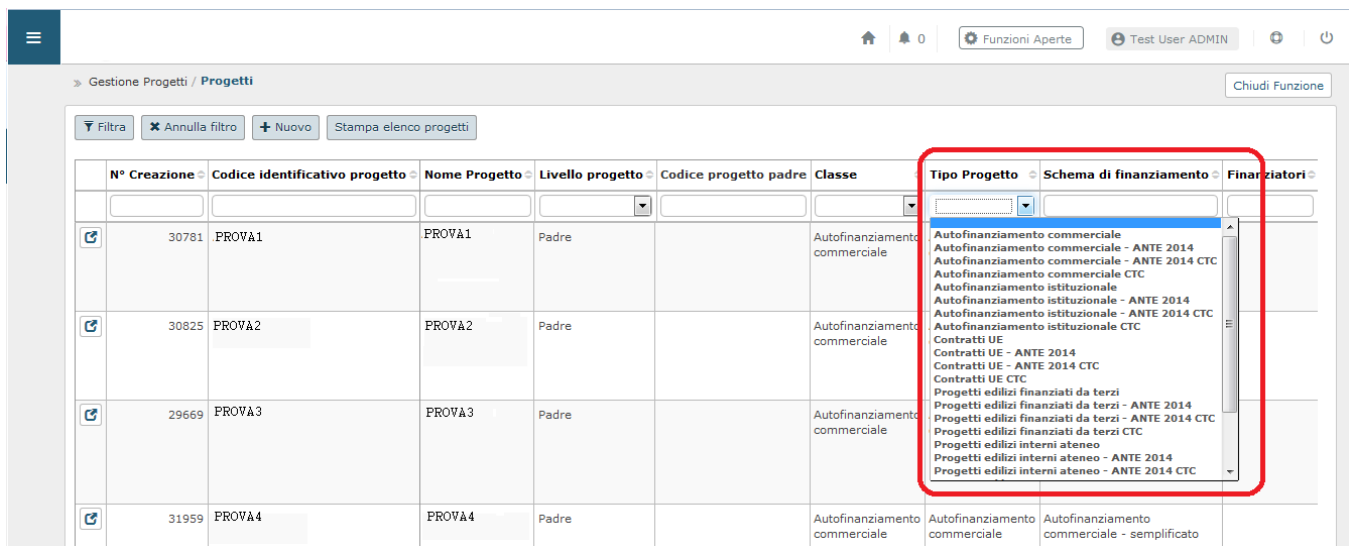 0 Funzioni Aperte Test User ADMIN
» Gestione Progetti / Progetti Chiudi Funzione
Filtra Annulla filtro Nuovo Stampa elenco progetti
N° Creazione Codice identificativo progetto Nome Progetto Livello progetto Codice progetto padre Classe Tipo Progetto Schema di finanziamento Finanziatori
30781 PROVA1 PROVA1 Padre Autofinanziamento
commerciale
Autofinanziamento commerciale
Autofinanziamento commerciale - ANTE 2014
Autofinanziamento commerciale - ANTE 2014 CTC
Autofinanziamento commerciale CTC
Autofinanziamento istituzionale
Autofinanziamento istituzionale - ANTE 2014
Autofinanziamento istituzionale - ANTE 2014 CTC
Autofinanziamento istituzionale CTC
Contratti UE
Contratti UE - ANTE 2014
Contratti UE - ANTE 2014 CTC
Contratti UE CTC
Progetti edilizi finanziati da terzi
Progetti edilizi finanziati da terzi - ANTE 2014
Progetti edilizi finanziati da terzi - ANTE 2014 CTC
Progetti edilizi finanziati da terzi CTC
Progetti edilizi interni ateneo
Progetti edilizi interni ateneo - ANTE 2014
Progetti edilizi interni ateneo - ANTE 2014 CTC
30825 PROVA2 PROVA2 Padre Autofinanziamento
commerciale
29669 PROVA3 PROVA3 Padre Autofinanziamento
commerciale
31959 PROVA4 PROVA4 Padre Autofinanziamento Autofinanziamento Autofinanziamento
commerciale commerciale commerciale - semplificato